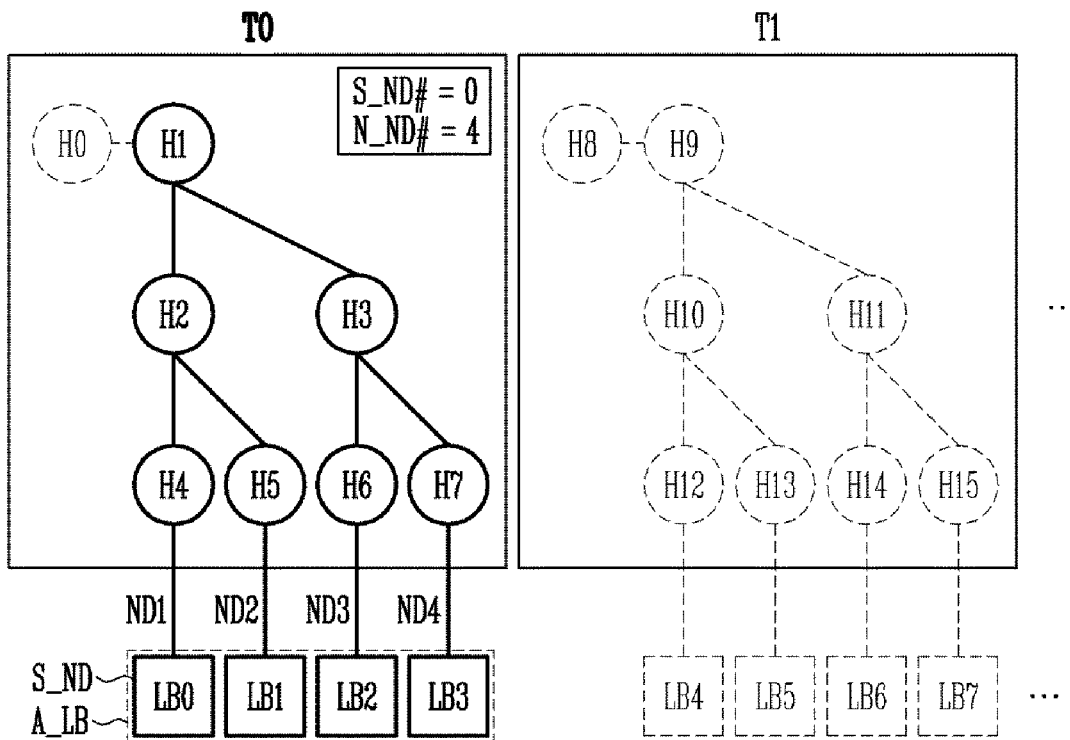 T0 T1
S_ND# = 0
N_ND# = 4
H0 H1 H8 H9
H2 H3 H10 H11 ..
H4 H5 H6 H7 H12 H13 H14 H15
ND1 ND2 ND3 ND4
S_ND LB0 LB1 LB2 LB3 LB4 LB5 LB6 LB7 ...
A_LB